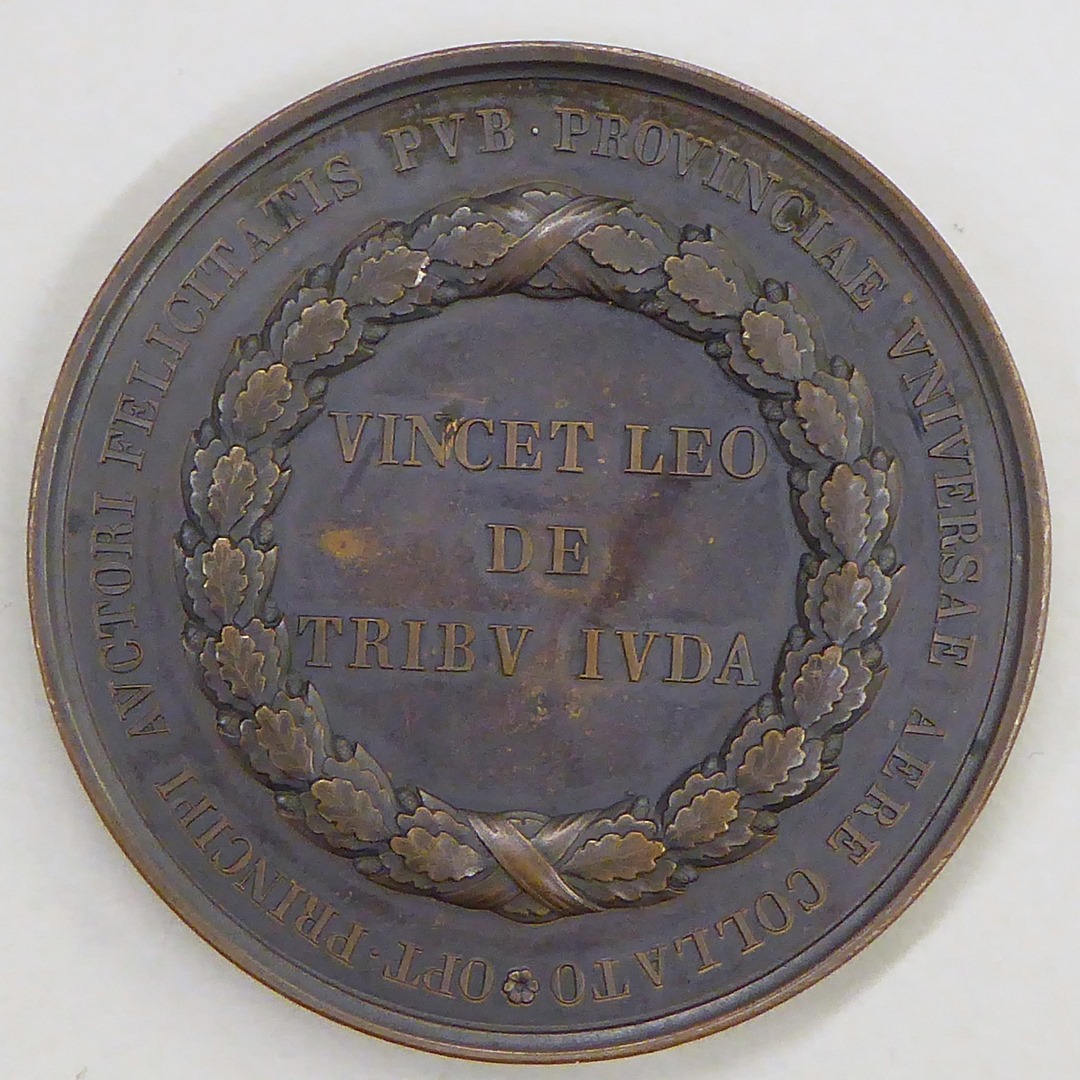 OPT · PRINCIPI AVCTORI FELICITATIS PVB · PROVINCIAE VNIVERSAE AERE COLLATO
VINCET LEO
DE
TRIBV IVDA